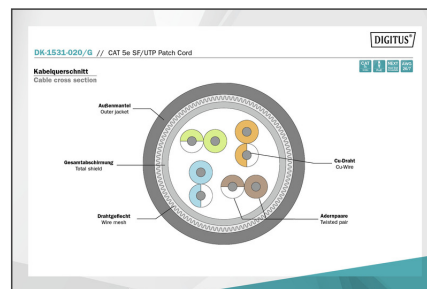 DIGITUS®
DK-1531-020/G // CAT 5e SF/UTP Patch Cord
Kabelquerschnitt
Cable cross section
Außenmantel
Outer jacket
Gesamtabschirmung
Total shield
Cu-Draht
Cu-Wire
Drahtgeflecht
Wire mesh
Aderspaare
Twisted pair